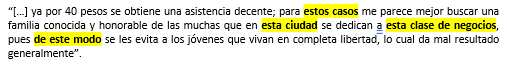 “[...] ya por 40 pesos se obtiene una asistencia decente; para estos casos me parece mejor buscar una
familia conocida y honorable de las muchas que en esta ciudad se dedican a esta clase de negocios,
pues de este modo se les evita a los jóvenes que vivan en completa libertad, lo cual da mal resultado
generalmente”.